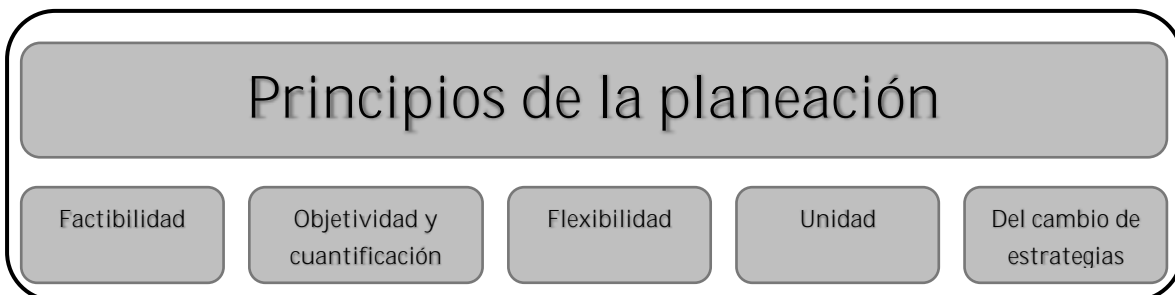 Principios de la planeación
Factibilidad
Objetividad y
cuantificación
Flexibilidad
Unidad
Del cambio de
estrategias